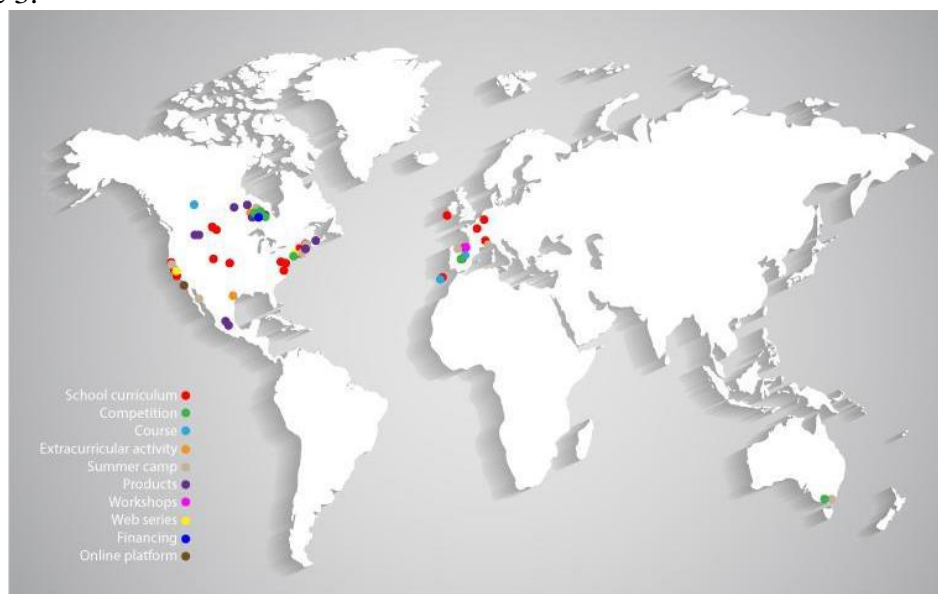 School curriculum
Competition
Course
Extracurricular activity
Summer camp
Products
Workshops
Web series
Financing
Online platform